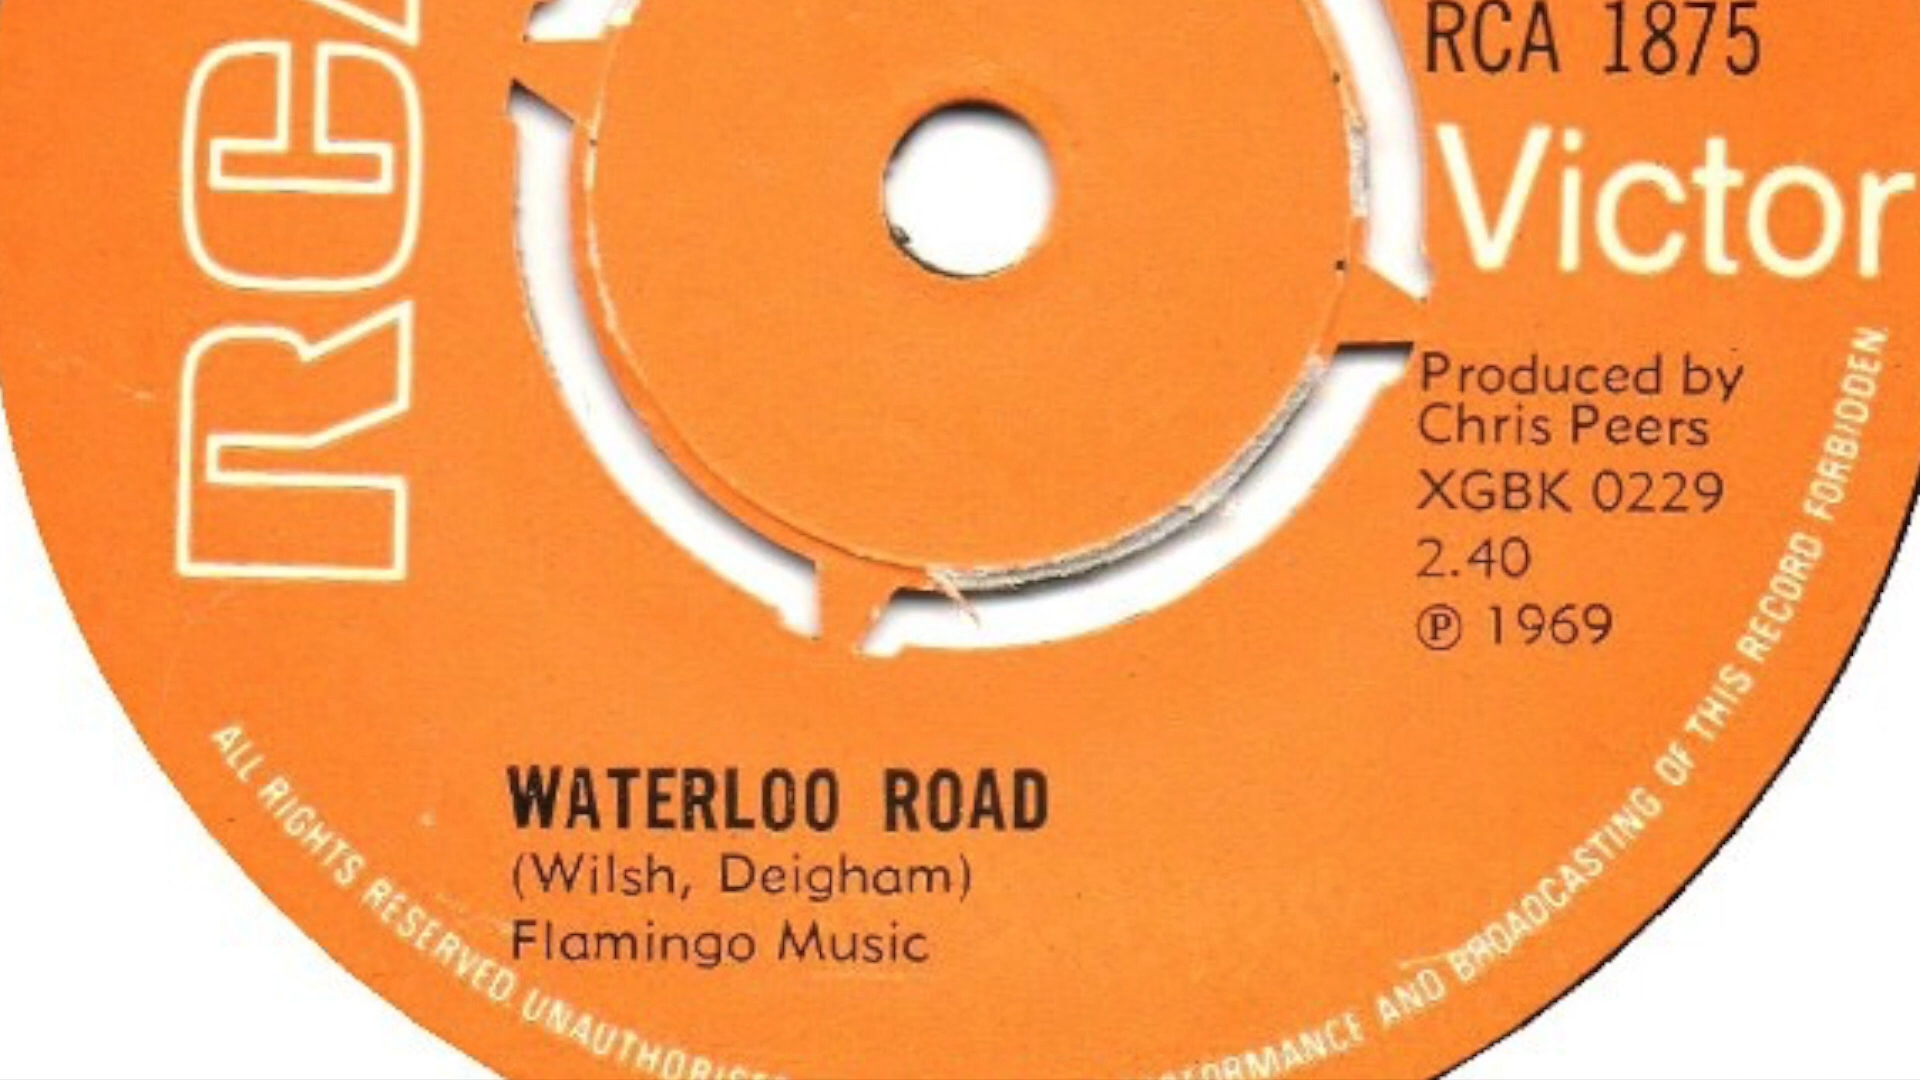 RCA
RCA 1875
Victor
Produced by
Chris Peers
XGBK 0229
2.40
℗ 1969
WATERLOO ROAD
(Wilsh, Deigham)
Flamingo Music
ALL RIGHTS RESERVED. UNAUTHORISED
PERFORMANCE AND BROADCASTING OF THIS RECORD FORBIDDEN.